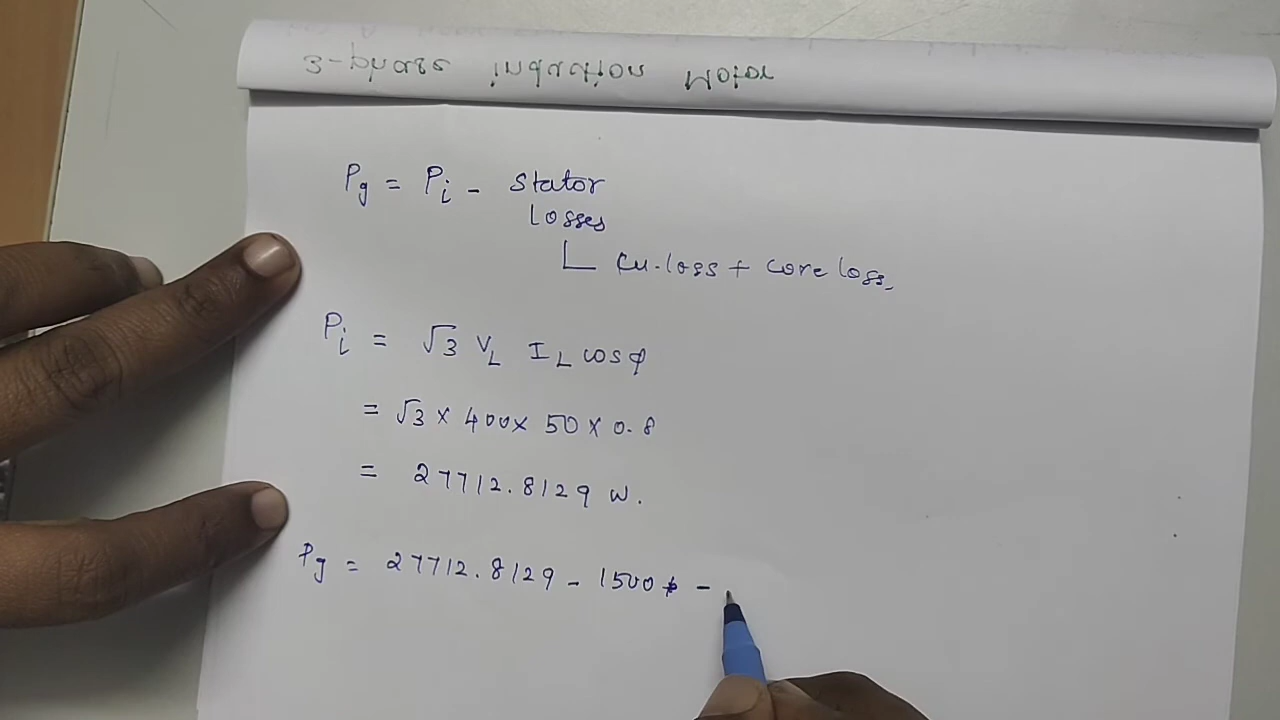 3-phase induction Motor
Pg = Pi - Stator
Losses
Cu.loss + core loss
Pi = √3 VL IL cosφ
= √3 × 400 × 50 × 0.8
= 27712.8129 W.
Pg = 27712.8129 - 1500 -